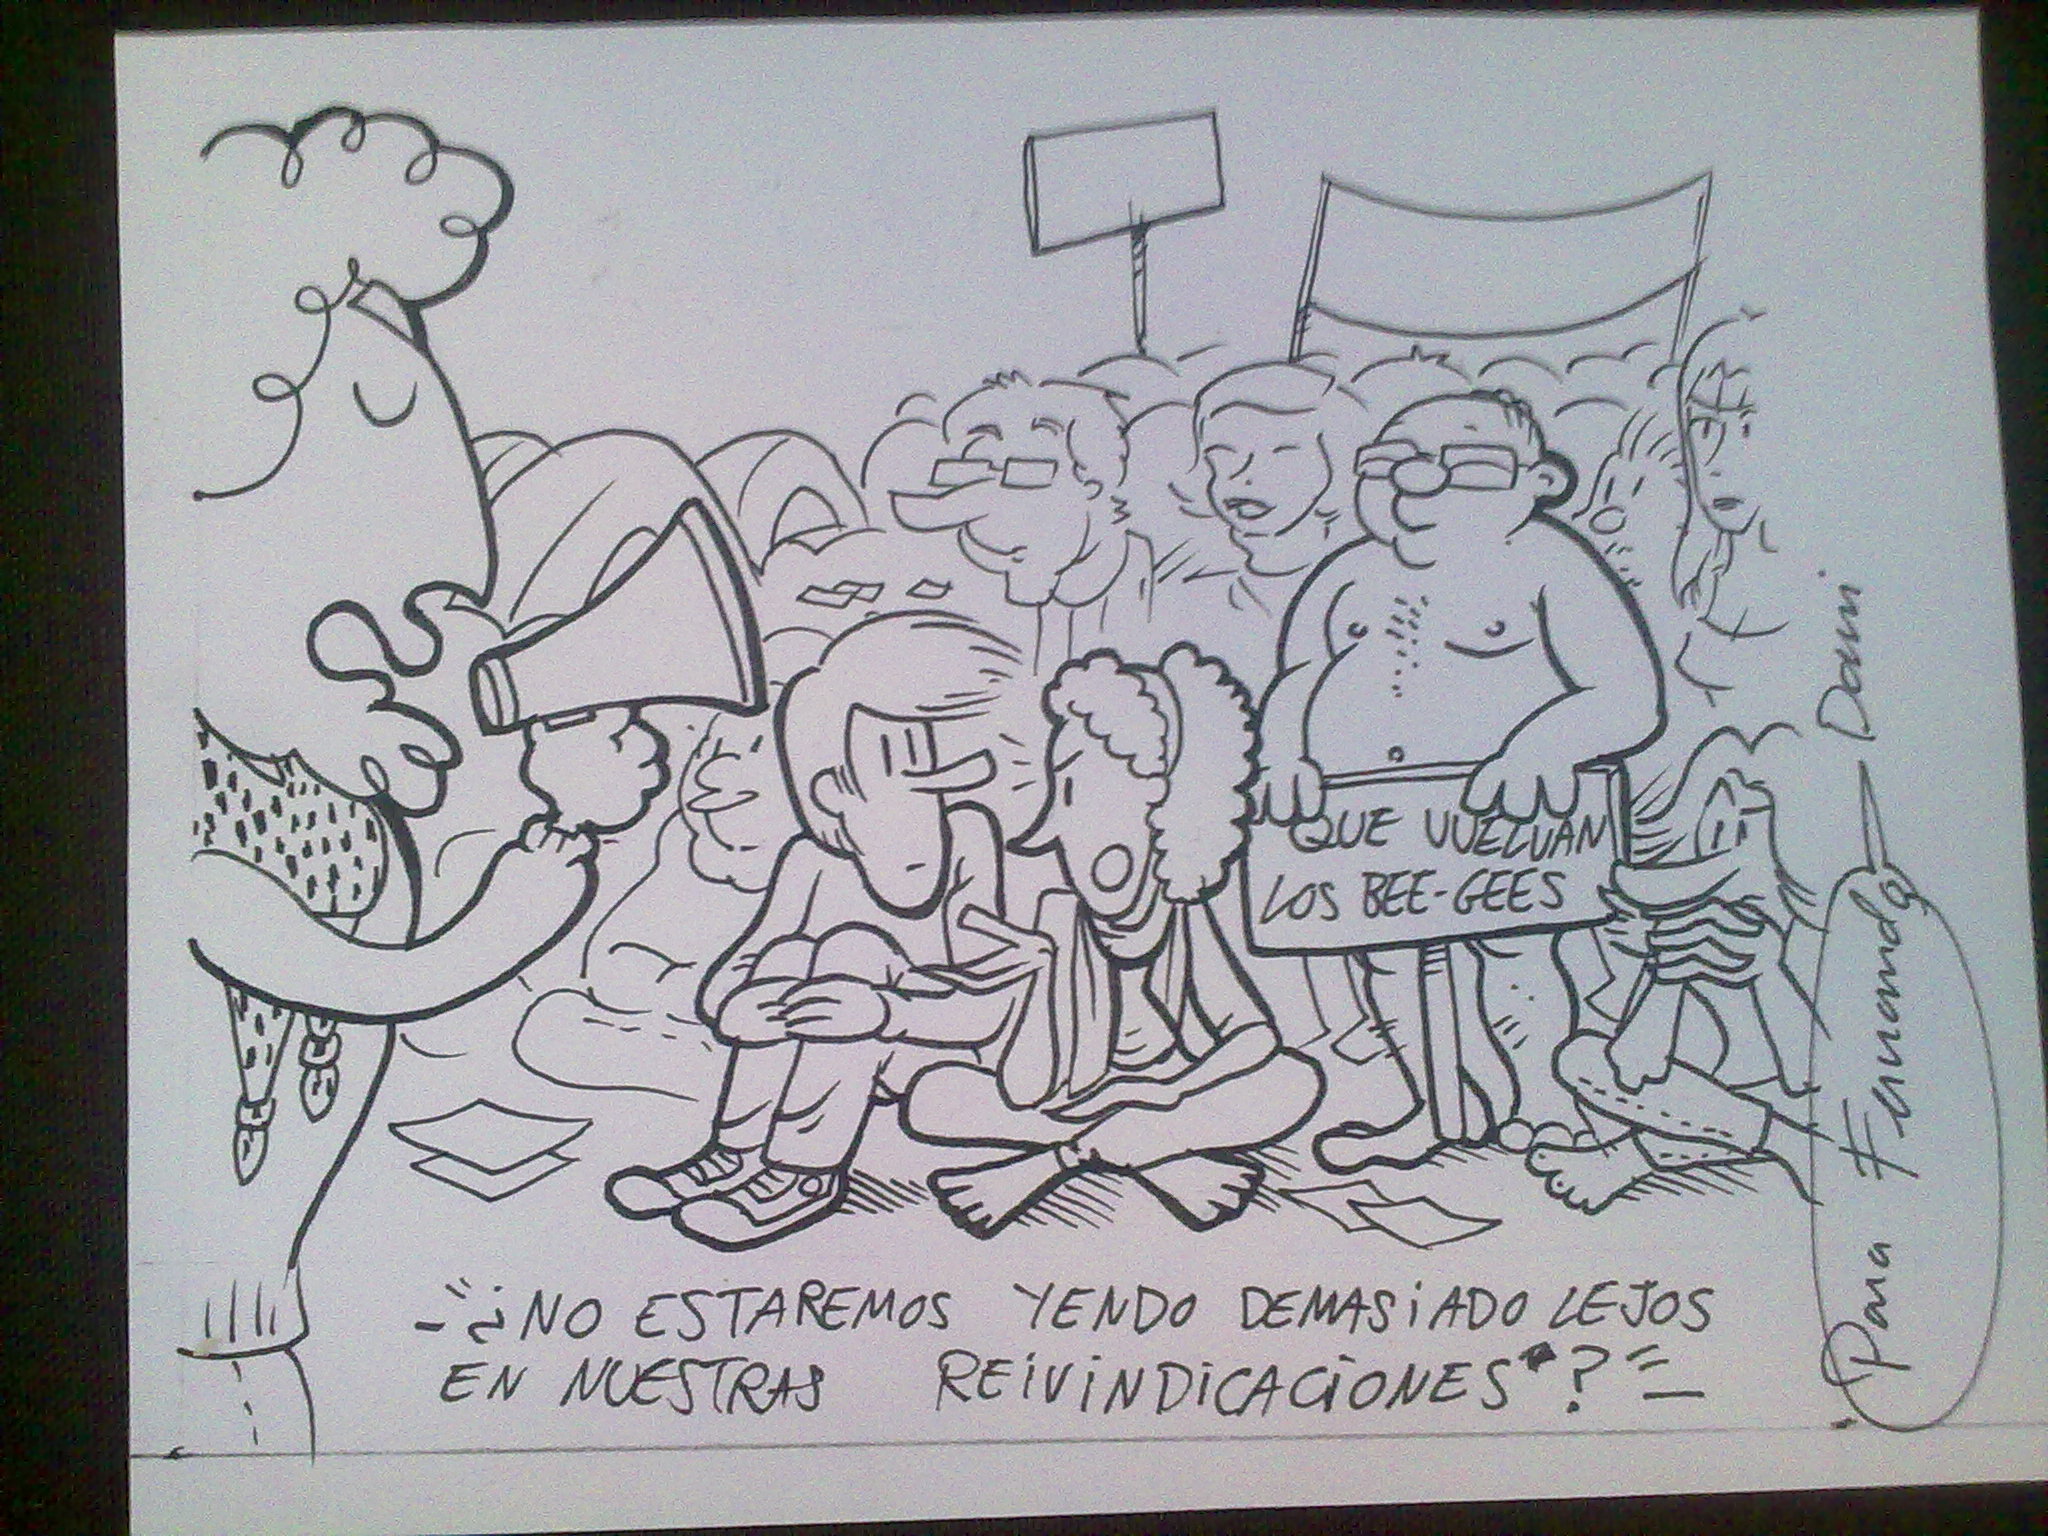 QUE VUELVAN
LOS BEE-GEES
-"¿NO ESTAREMOS YENDO DEMASIADO LEJOS
EN NUESTRAS REIVINDICACIONES"?"-
Para Fernando
Dani